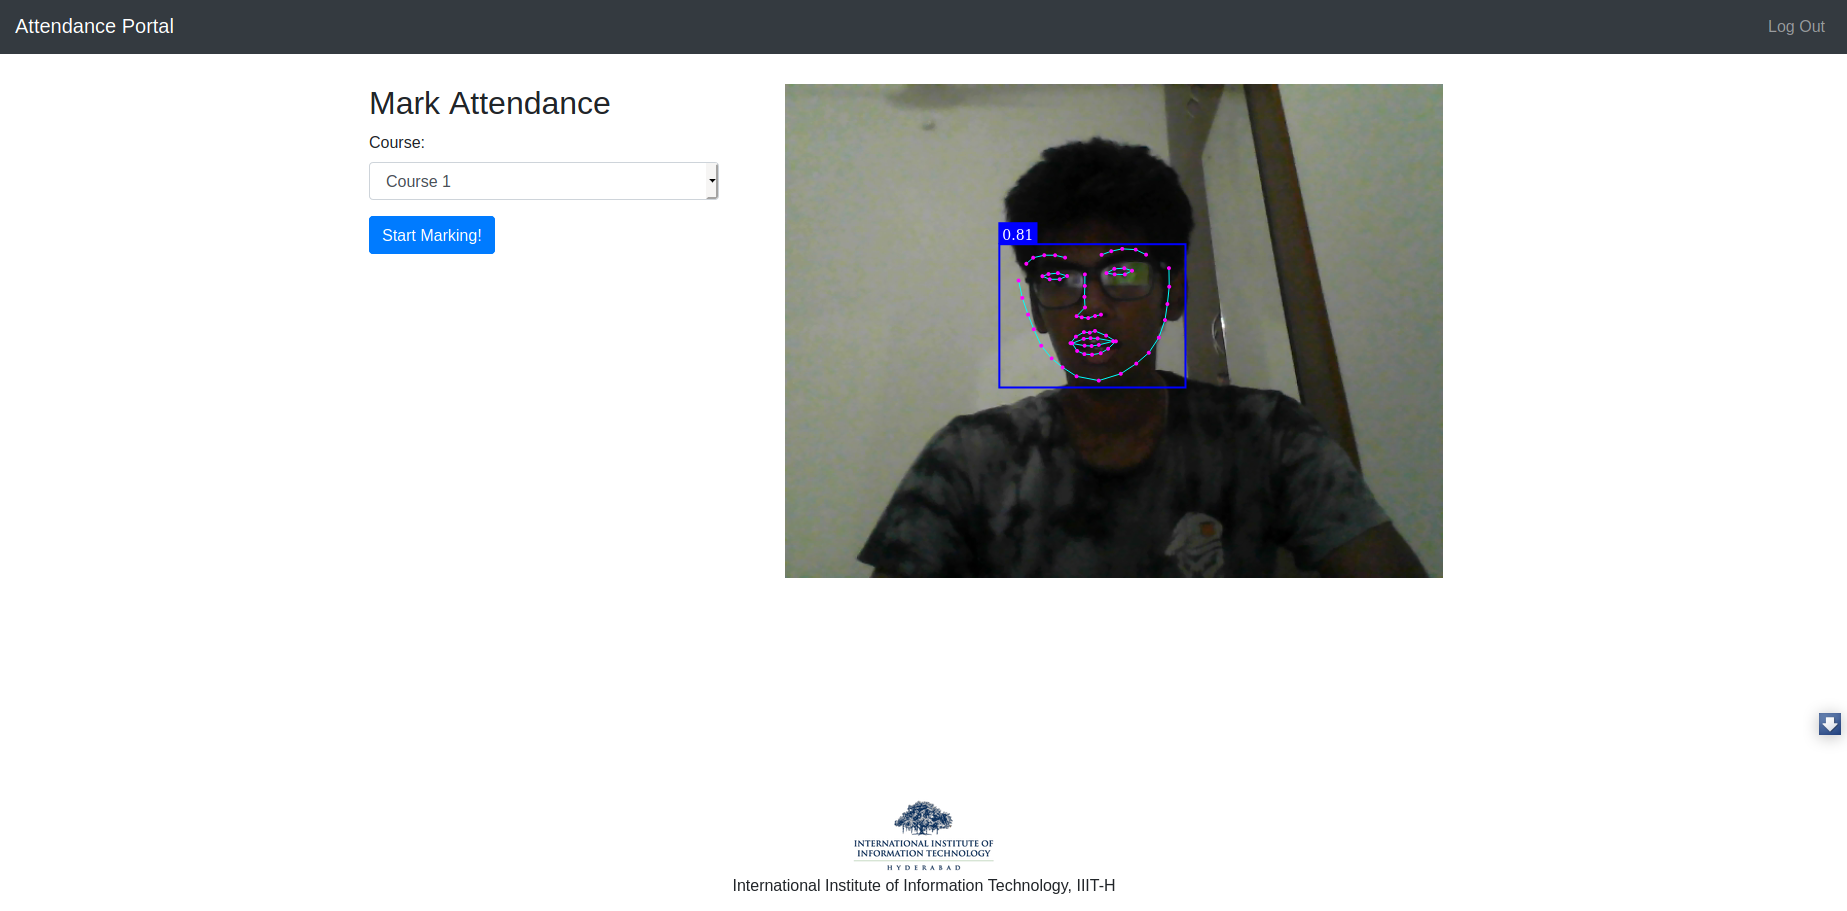 Attendance Portal
Log Out
Mark Attendance
Course:
Course 1
Start Marking!
0.81
INTERNATIONAL INSTITUTE OF
INFORMATION TECHNOLOGY
HYDERABAD
International Institute of Information Technology, IIIT-H